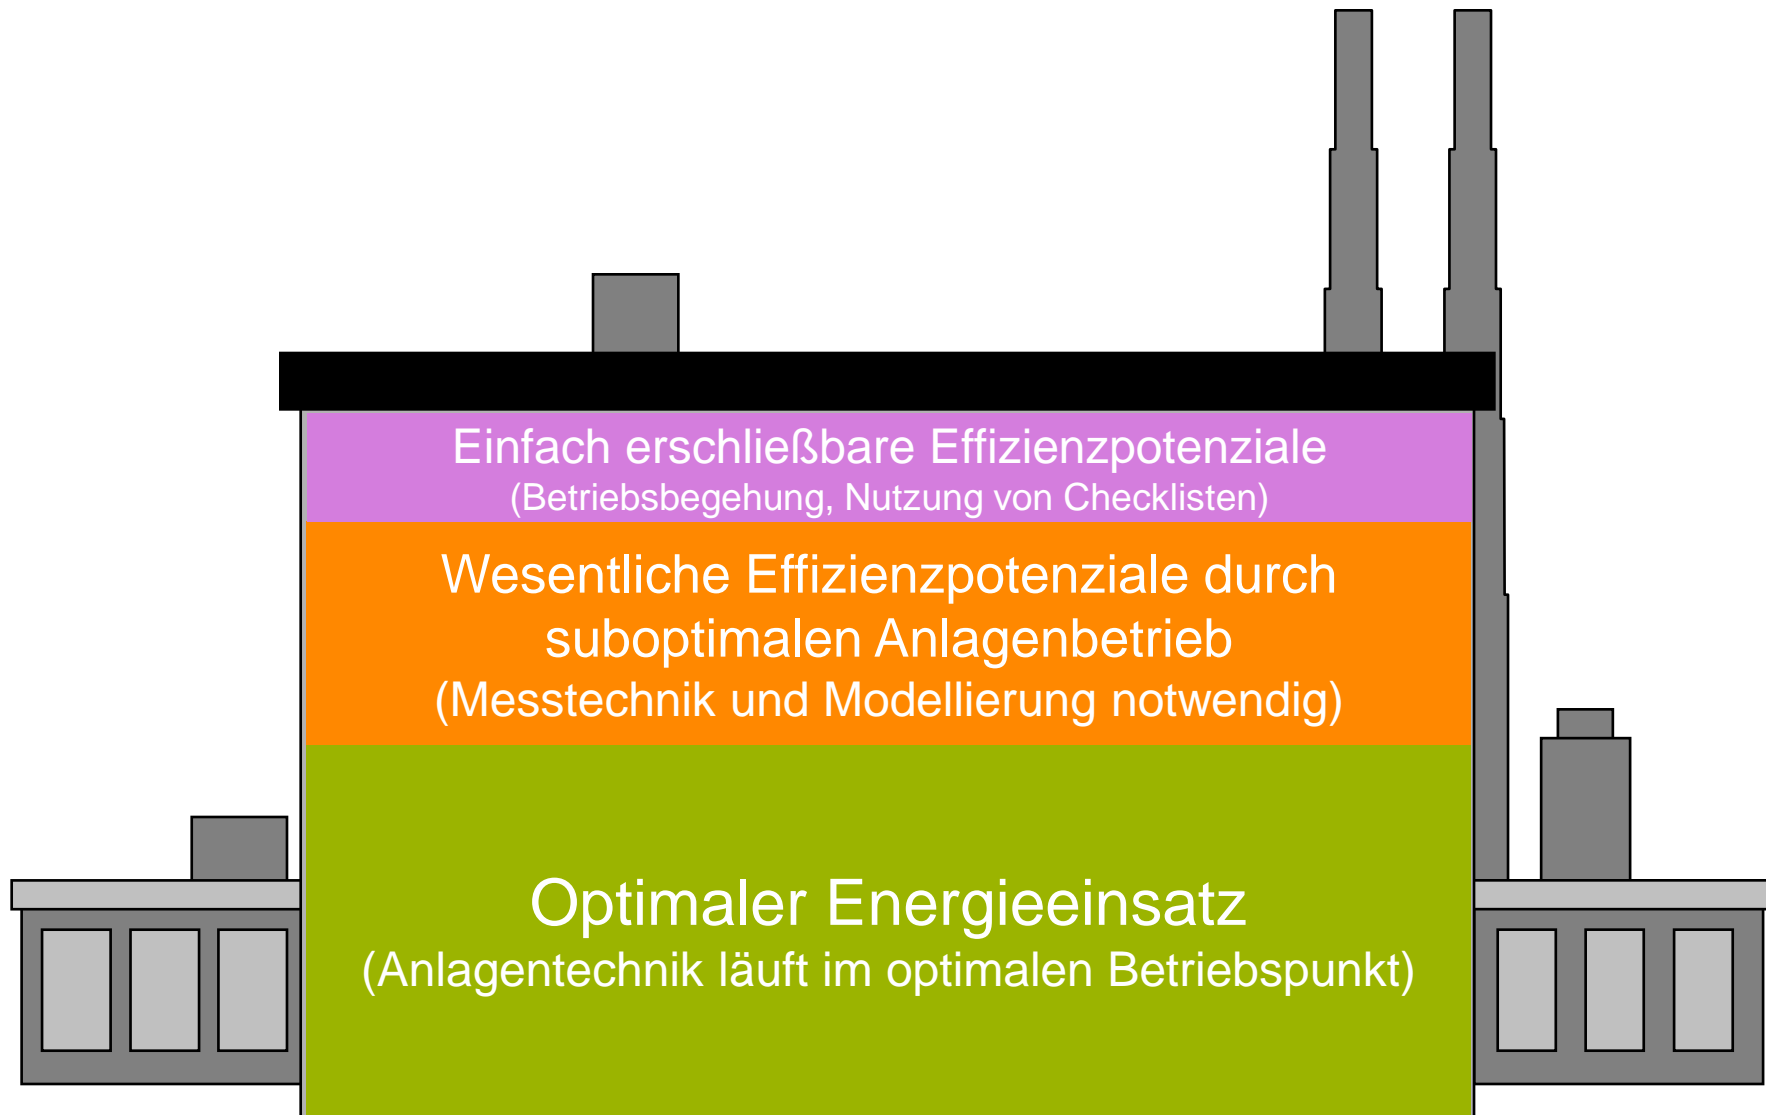 Einfach erschließbare Effizienzpotenziale
(Betriebsbegehung, Nutzung von Checklisten)
Wesentliche Effizienzpotenziale durch
suboptimalen Anlagenbetrieb
(Messtechnik und Modellierung notwendig)
Optimaler Energieeinsatz
(Anlagentechnik läuft im optimalen Betriebspunkt)